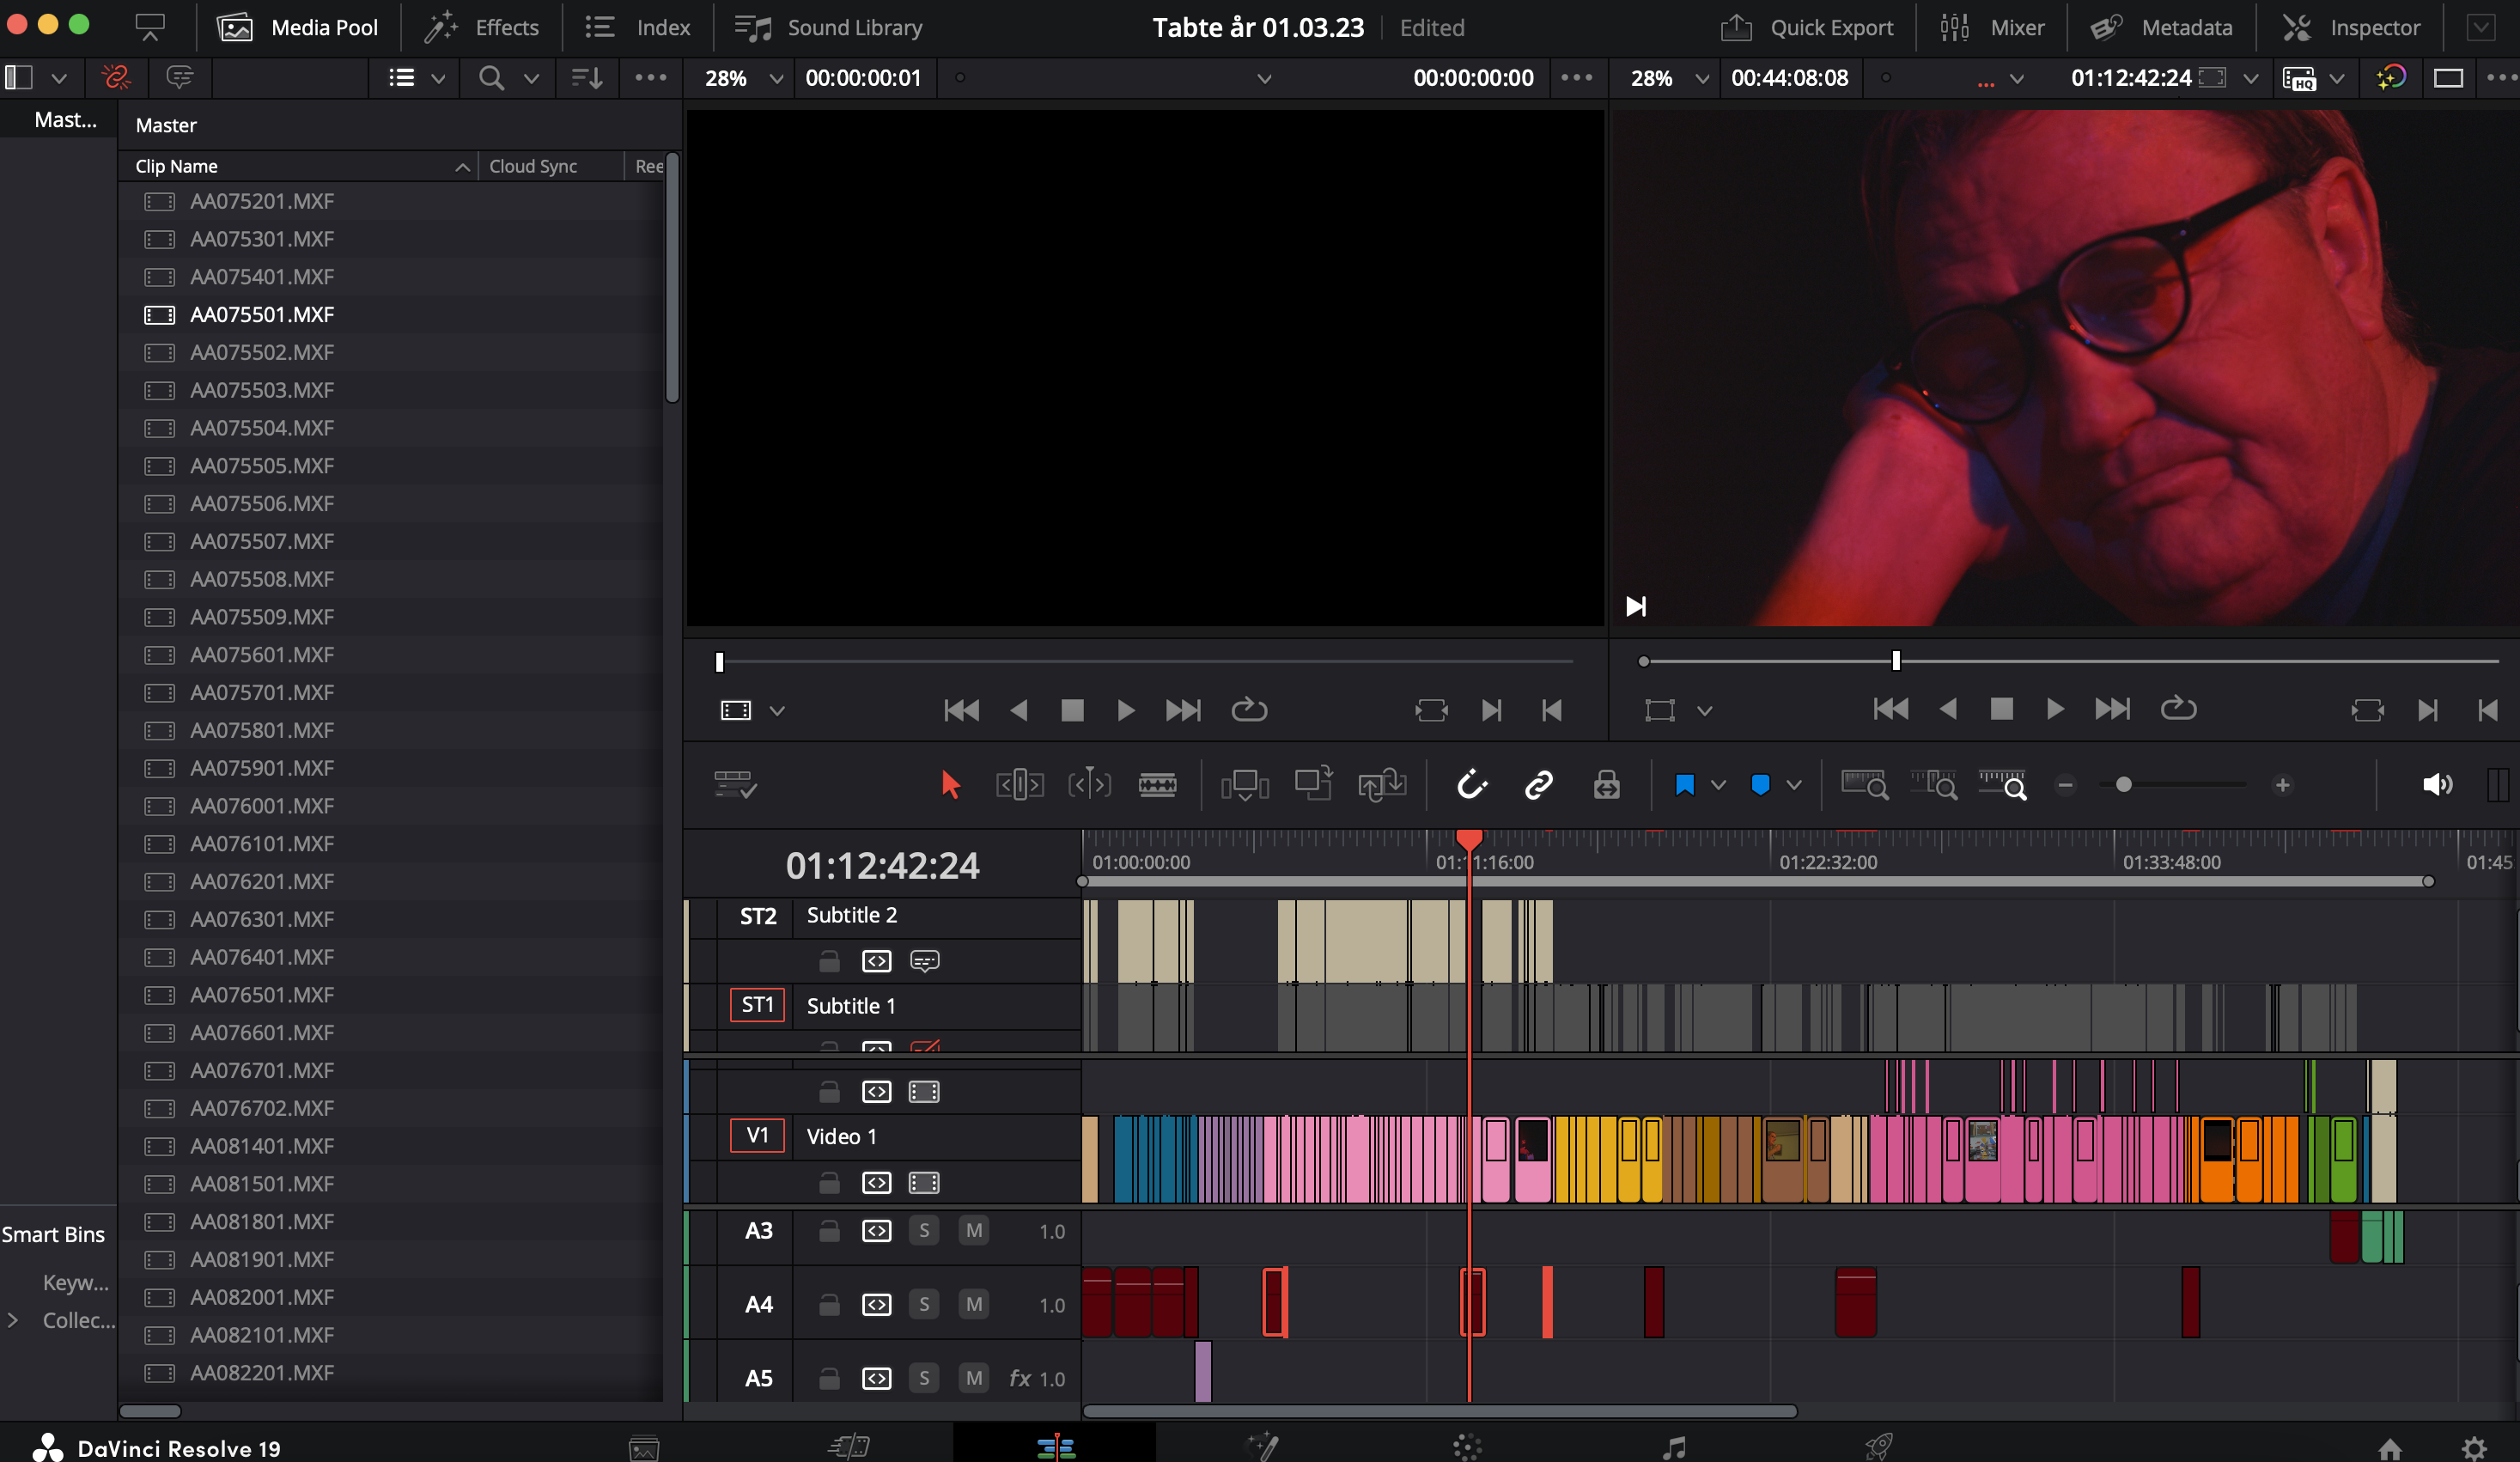 Media Pool Effects Index Sound Library Tabte år 01.03.23 Edited Quick Export Mixer Metadata Inspector
28% 00:00:00:01 00:00:00:00 28% 00:44:08:08 ... 01:12:42:24 HQ
Mast... Master
Clip Name Cloud Sync Ree
AA075201.MXF
AA075301.MXF
AA075401.MXF
AA075501.MXF
AA075502.MXF
AA075503.MXF
AA075504.MXF
AA075505.MXF
AA075506.MXF
AA075507.MXF
AA075508.MXF
AA075509.MXF
AA075601.MXF
AA075701.MXF
AA075801.MXF
AA075901.MXF
AA076001.MXF
AA076101.MXF
AA076201.MXF
AA076301.MXF
AA076401.MXF
AA076501.MXF
AA076601.MXF
AA076701.MXF
AA076702.MXF
AA081401.MXF
AA081501.MXF
AA081801.MXF
AA081901.MXF
AA082001.MXF
AA082101.MXF
AA082201.MXF
Smart Bins
Keyw...
Collec...
01:12:42:24
01:00:00:00 01:11:16:00 01:22:32:00 01:33:48:00 01:45
ST2 Subtitle 2
ST1 Subtitle 1
V1 Video 1
A3 S M 1.0
A4 S M 1.0
A5 S M fx 1.0
DaVinci Resolve 19